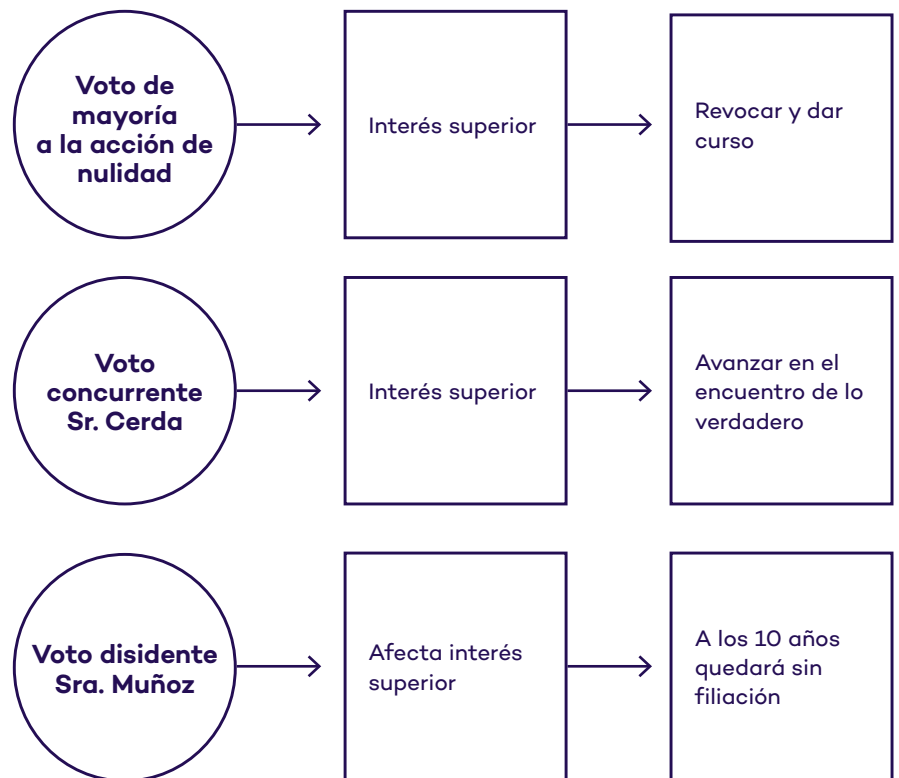 Voto de
mayoría
a la acción de
nulidad
Interés superior
Revocar y dar
curso
Voto
concurrente
Sr. Cerda
Interés superior
Avanzar en el
encuentro de lo
verdadero
Voto disidente
Sra. Muñoz
Afecta interés
superior
A los 10 años
quedará sin
filiación